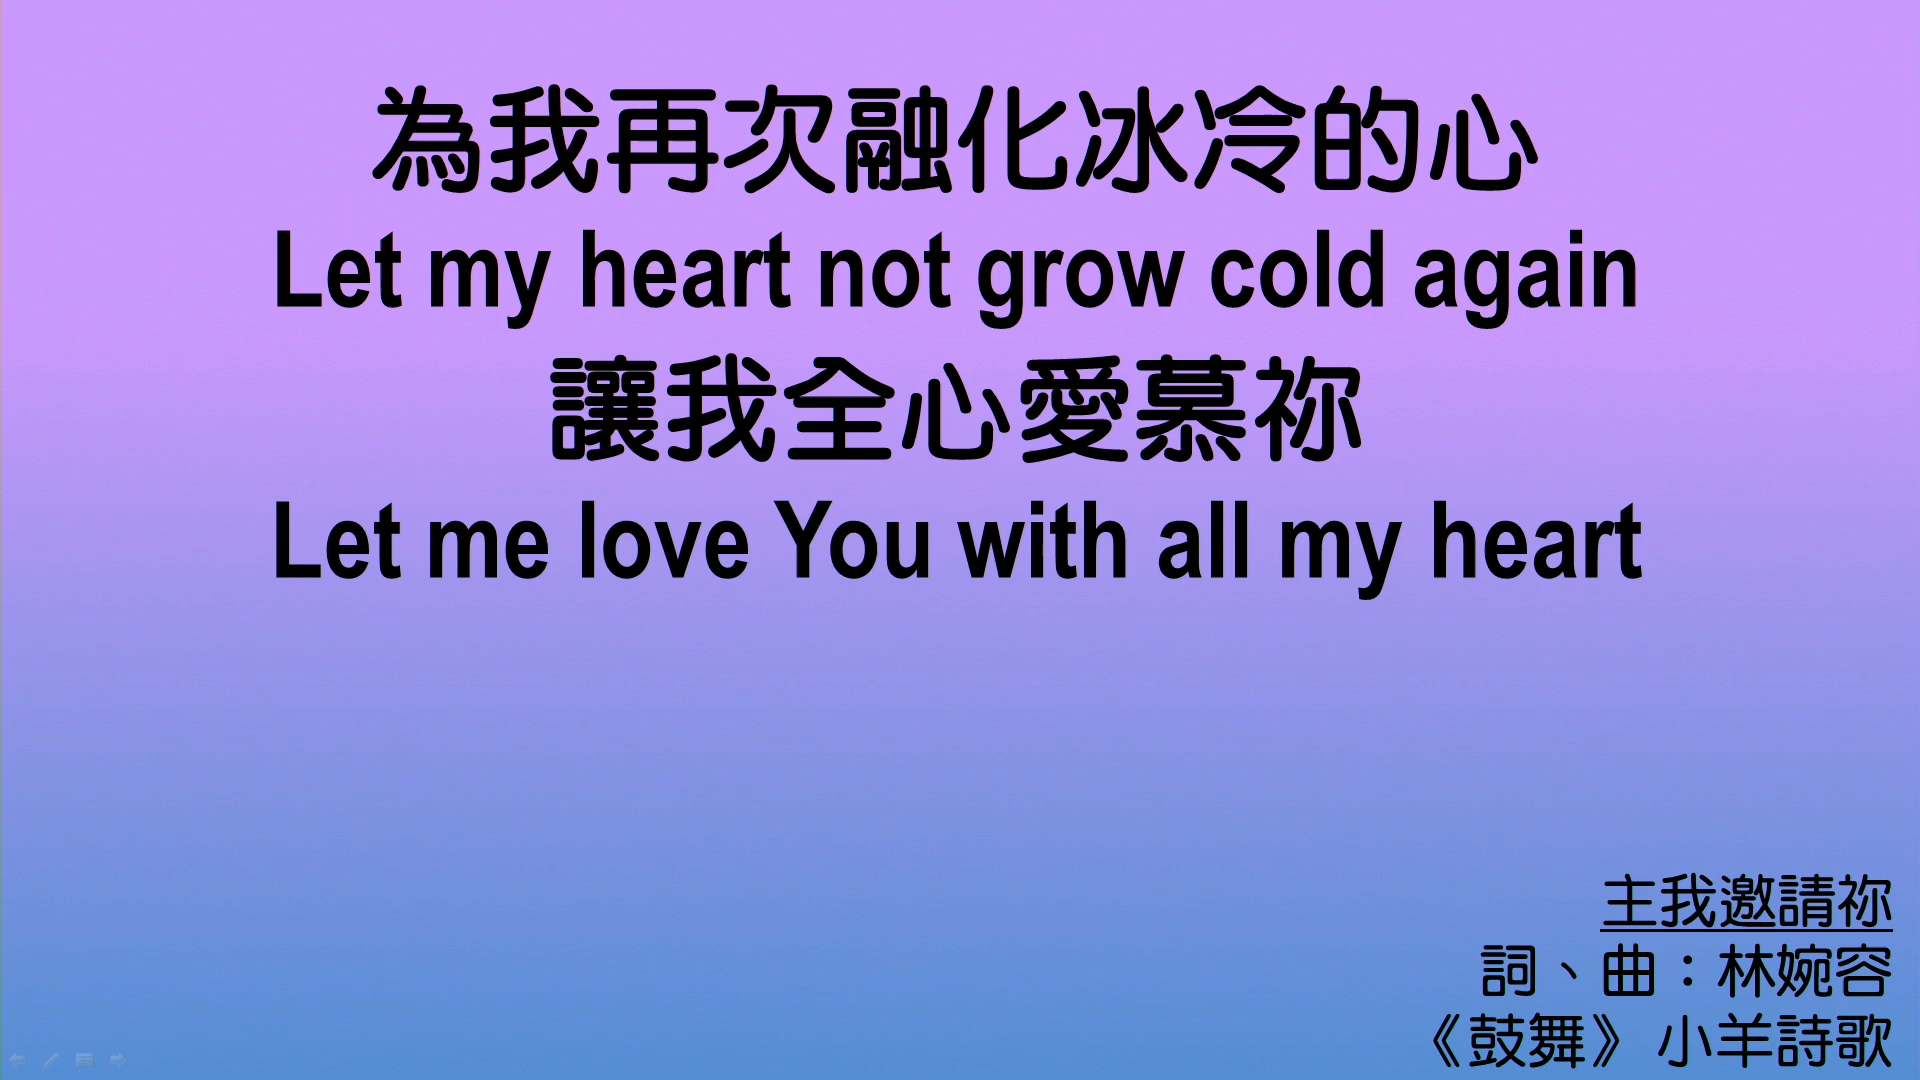 為我再次融化冰冷的心
Let my heart not grow cold again
讓我全心愛慕祢
Let me love You with all my heart
主我邀請祢
詞、曲：林婉容
《鼓舞》 小羊詩歌